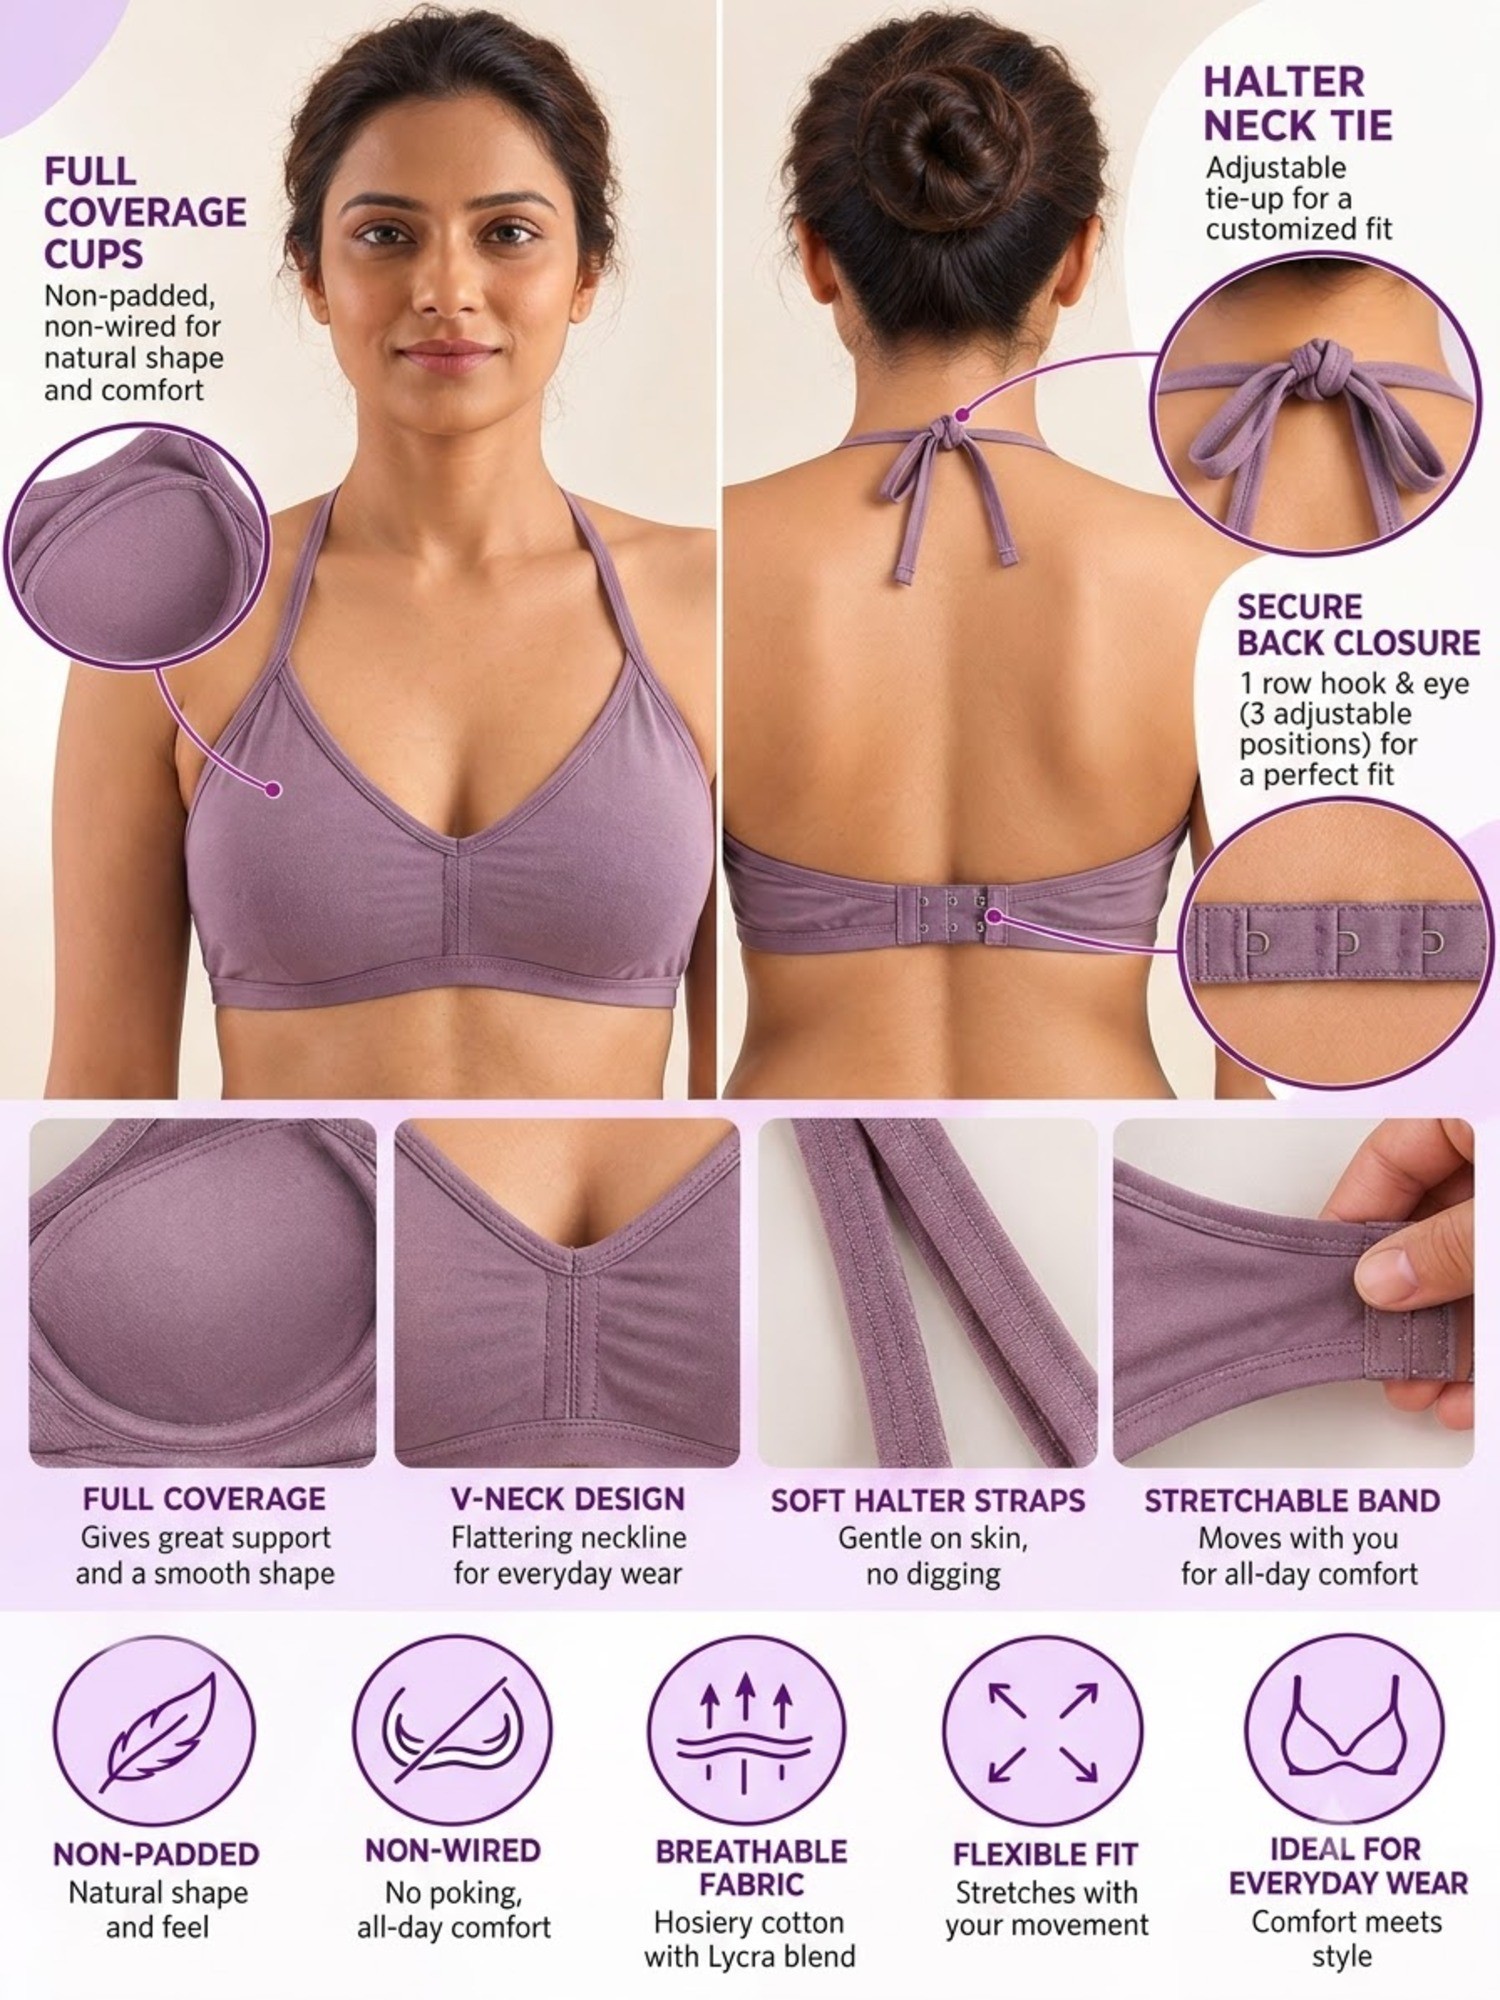 FULL
COVERAGE
CUPS
Non-padded,
non-wired for
natural shape
and comfort
HALTER
NECK TIE
Adjustable
tie-up for a
customized fit
SECURE
BACK CLOSURE
1 row hook & eye
(3 adjustable
positions) for
a perfect fit
FULL COVERAGE
Gives great support
and a smooth shape
V-NECK DESIGN
Flattering neckline
for everyday wear
SOFT HALTER STRAPS
Gentle on skin,
no digging
STRETCHABLE BAND
Moves with you
for all-day comfort
NON-PADDED
Natural shape
and feel
NON-WIRED
No poking,
all-day comfort
BREATHABLE
FABRIC
Hosiery cotton
with Lycra blend
FLEXIBLE FIT
Stretches with
your movement
IDEAL FOR
EVERYDAY WEAR
Comfort meets
style